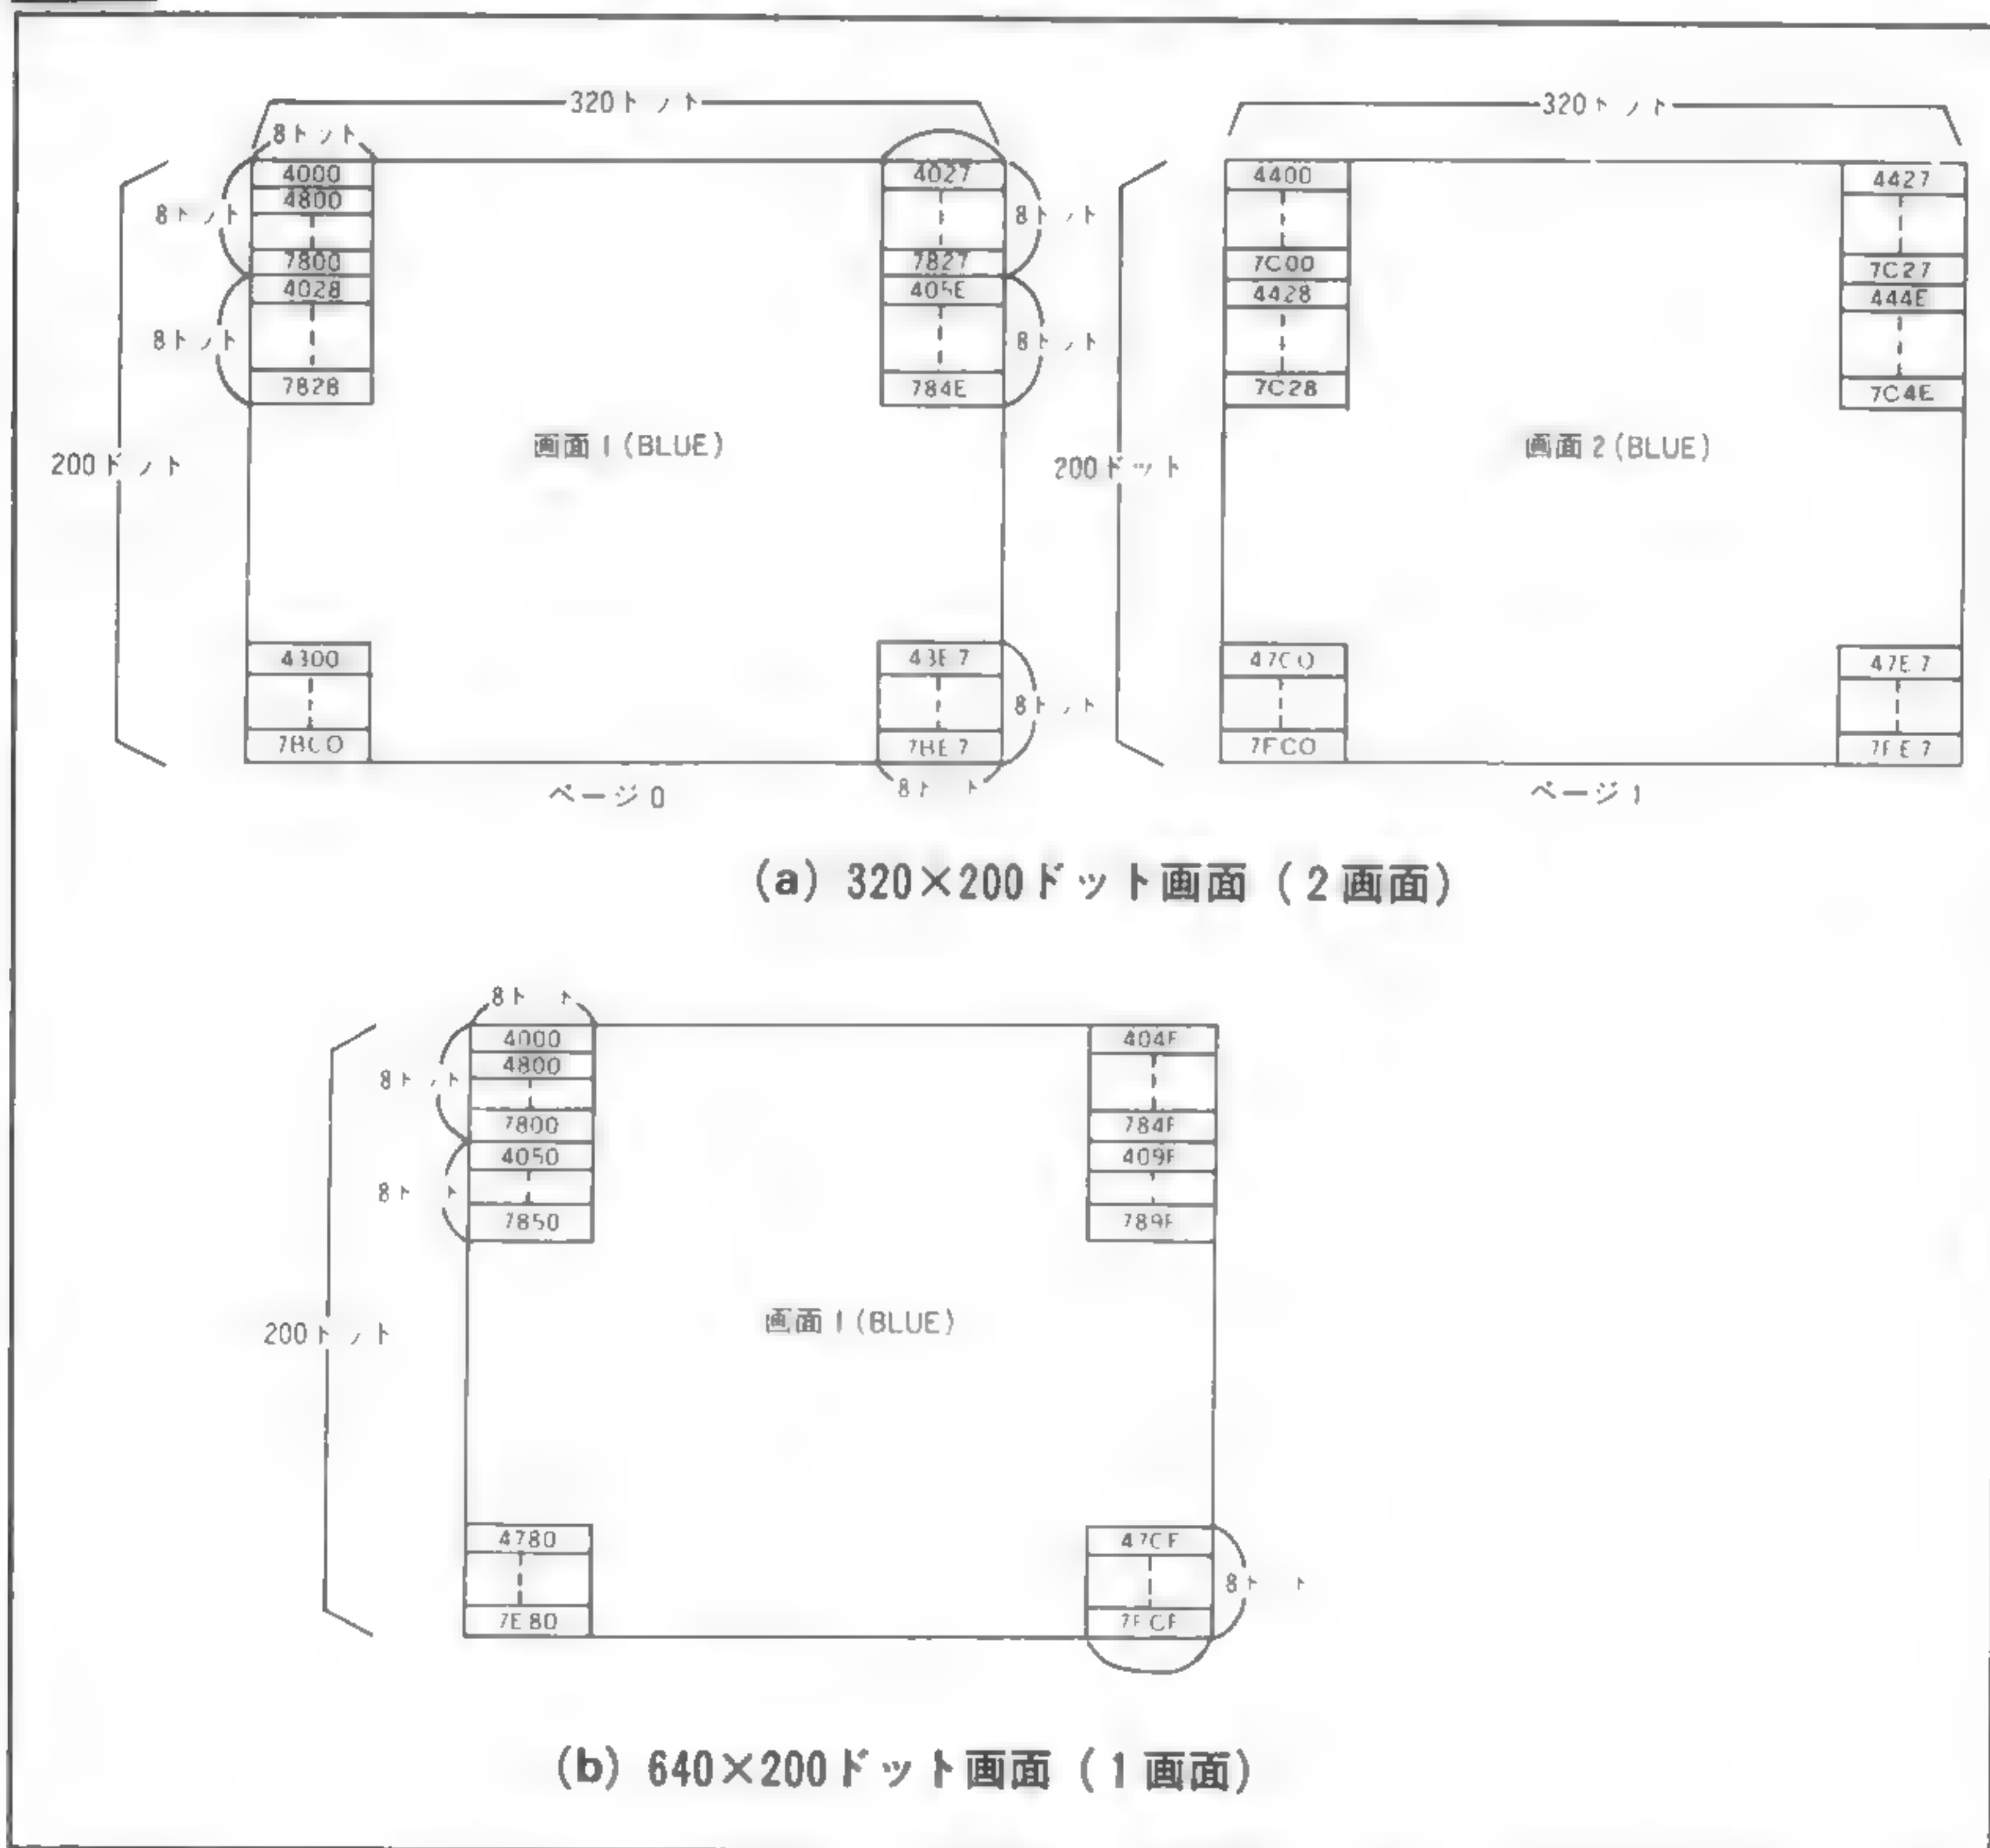 320ドット
8ドット
4000
4800
7800
4028
7828
8ドット
8ドット
200ドット
4027
7827
405E
784E
8ドット
8ドット
画面1(BLUE)
4300
7BC0
43E7
7BE7
8ドット
8ドット
ページ0
320ドット
4400
7C00
4428
7C28
200ドット
4427
7C27
444E
7C4E
画面2(BLUE)
47C0
7FC0
47E7
7FE7
ページ1
(a) 320×200ドット画面(2画面)
8ドット
4000
4800
7800
4050
7850
8ドット
8ドット
200ドット
404F
784F
409F
789F
画面1(BLUE)
4780
7E80
47CF
7FCF
8ドット
(b) 640×200ドット画面(1画面)